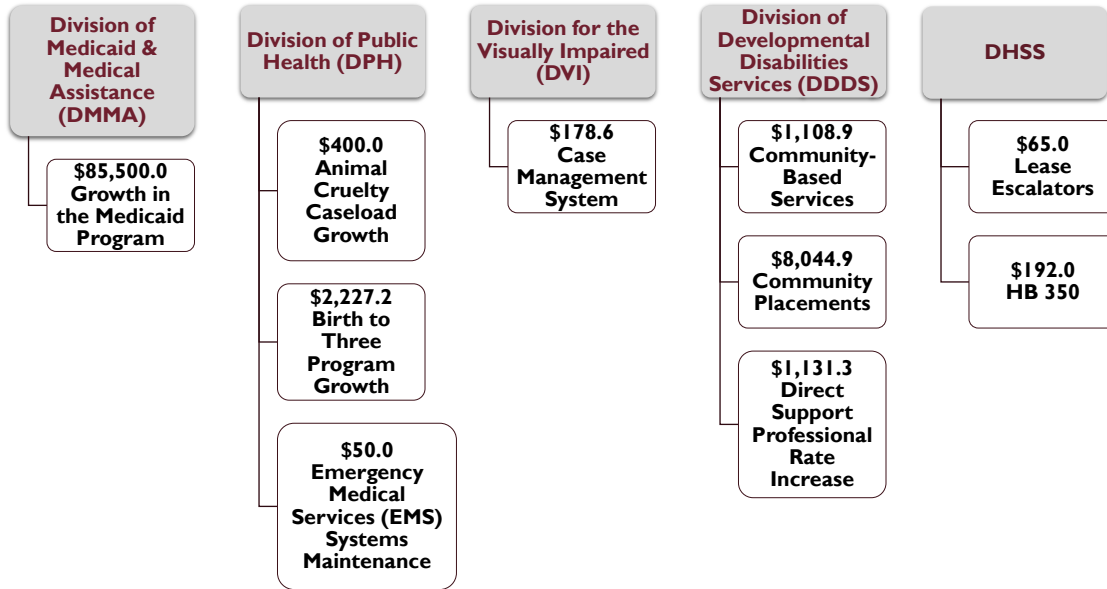 Division of
Medicaid &
Medical
Assistance
(DMMA)
$85,500.0
Growth in
the Medicaid
Program
Division of Public
Health (DPH)
$400.0
Animal
Cruelty
Caseload
Growth
$2,227.2
Birth to
Three
Program
Growth
$50.0
Emergency
Medical
Services (EMS)
Systems
Maintenance
Division for the
Visually Impaired
(DVI)
$178.6
Case
Management
System
Division of
Developmental
Disabilities
Services (DDDS)
$1,108.9
Community-
Based
Services
$8,044.9
Community
Placements
$1,131.3
Direct
Support
Professional
Rate
Increase
DHSS
$65.0
Lease
Escalators
$192.0
HB 350